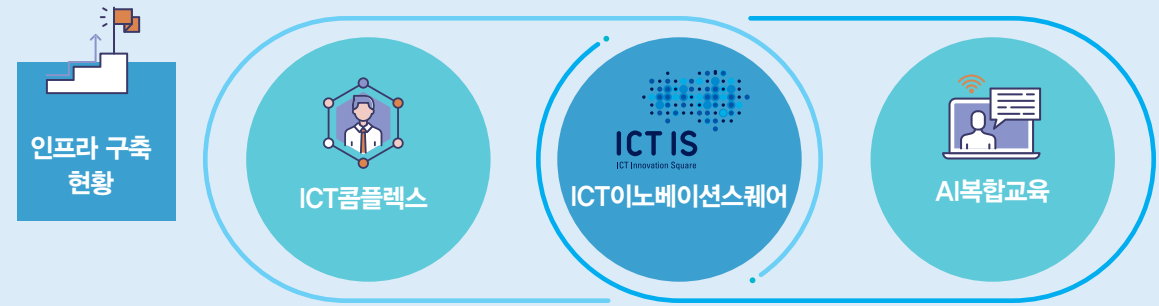 인프라 구축
현황
ICT콤플렉스
ICT IS
ICT Innovation Square
ICT이노베이션스퀘어
AI복합교육